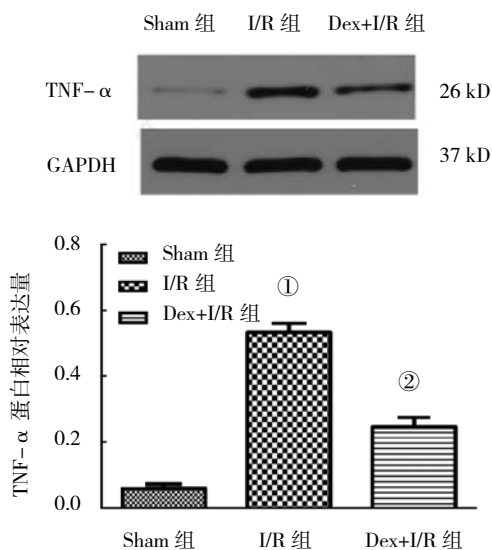 Sham 组 I/R 组 Dex+I/R 组
TNF-α 26 kD
GAPDH 37 kD
TNF-α 蛋白相对表达量
0.8
0.6
0.4
0.2
0.0
Sham 组
I/R 组
Dex+I/R 组
①
②
Sham 组 I/R 组 Dex+I/R 组